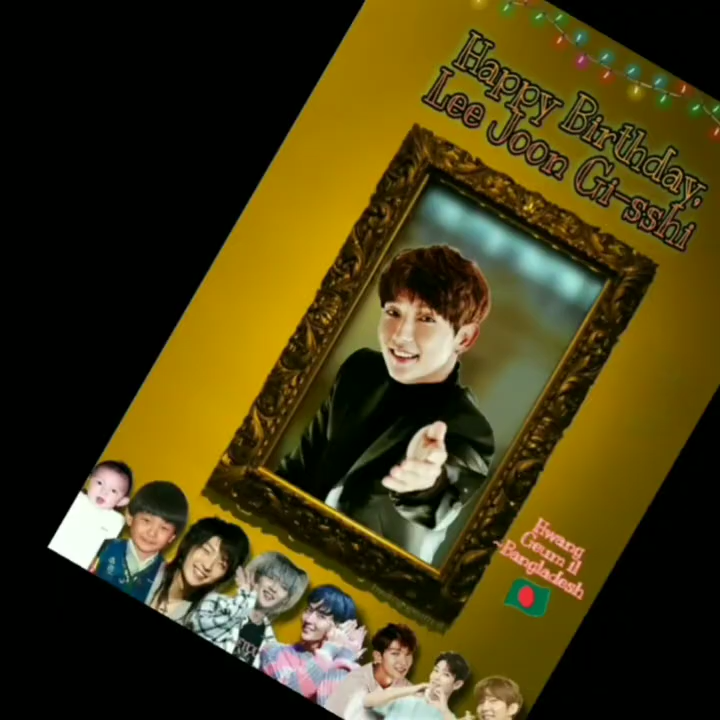 Happy Birthday,
Lee Joon Gi-sshi
Hwang
Geum il
~Bangladesh